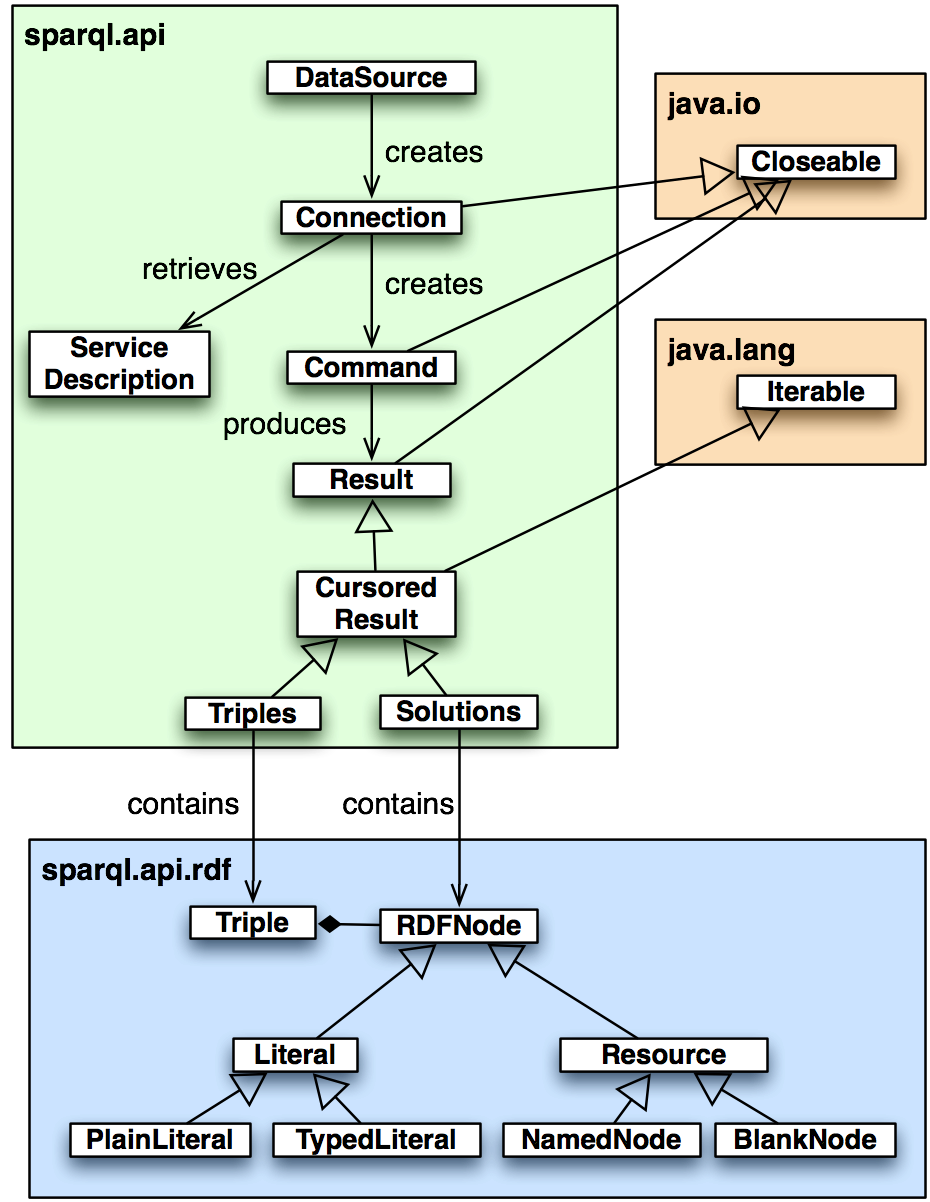 sparql.api
DataSource
java.io
creates
Closeable
Connection
retrieves
creates
Service
Description
java.lang
Command
Iterable
produces
Result
Cursored
Result
Triples
Solutions
contains
contains
sparql.api.rdf
Triple
RDFNode
Literal
Resource
PlainLiteral
TypedLiteral
NamedNode
BlankNode